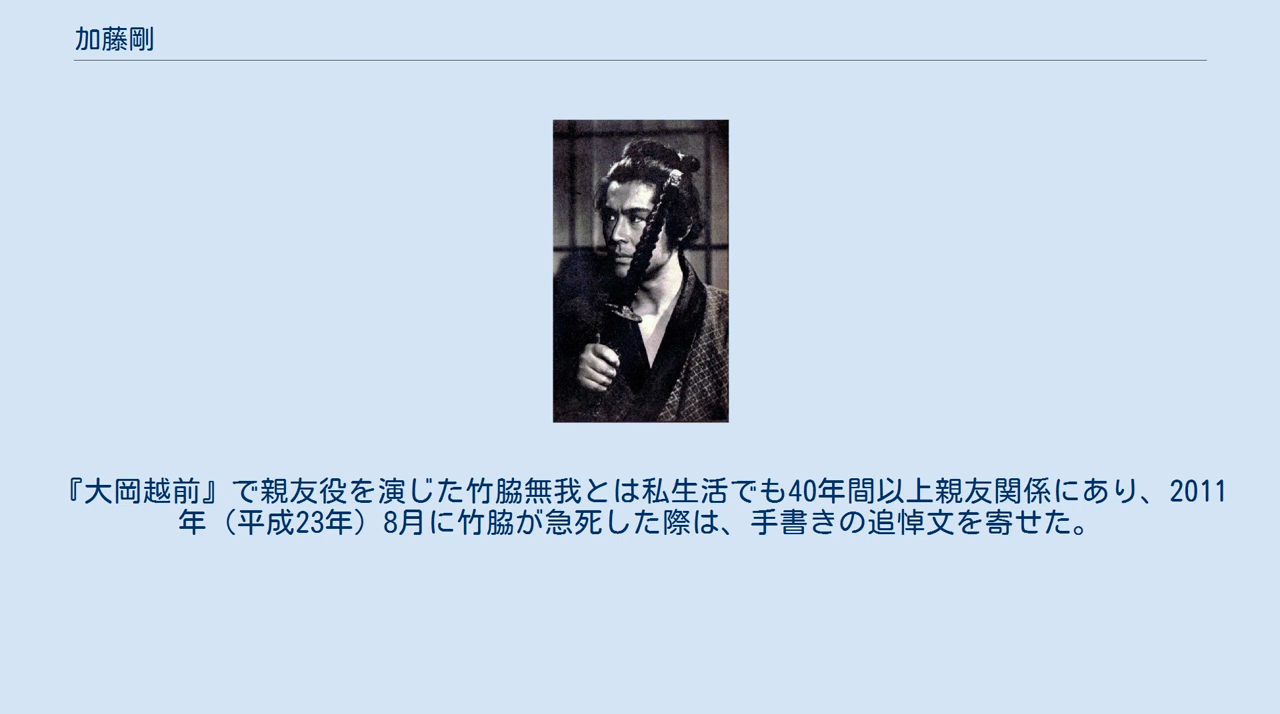 加藤剛
『大岡越前』で親友役を演じた竹脇無我とは私生活でも40年間以上親友関係にあり、2011
年（平成23年）8月に竹脇が急死した際は、手書きの追悼文を寄せた。